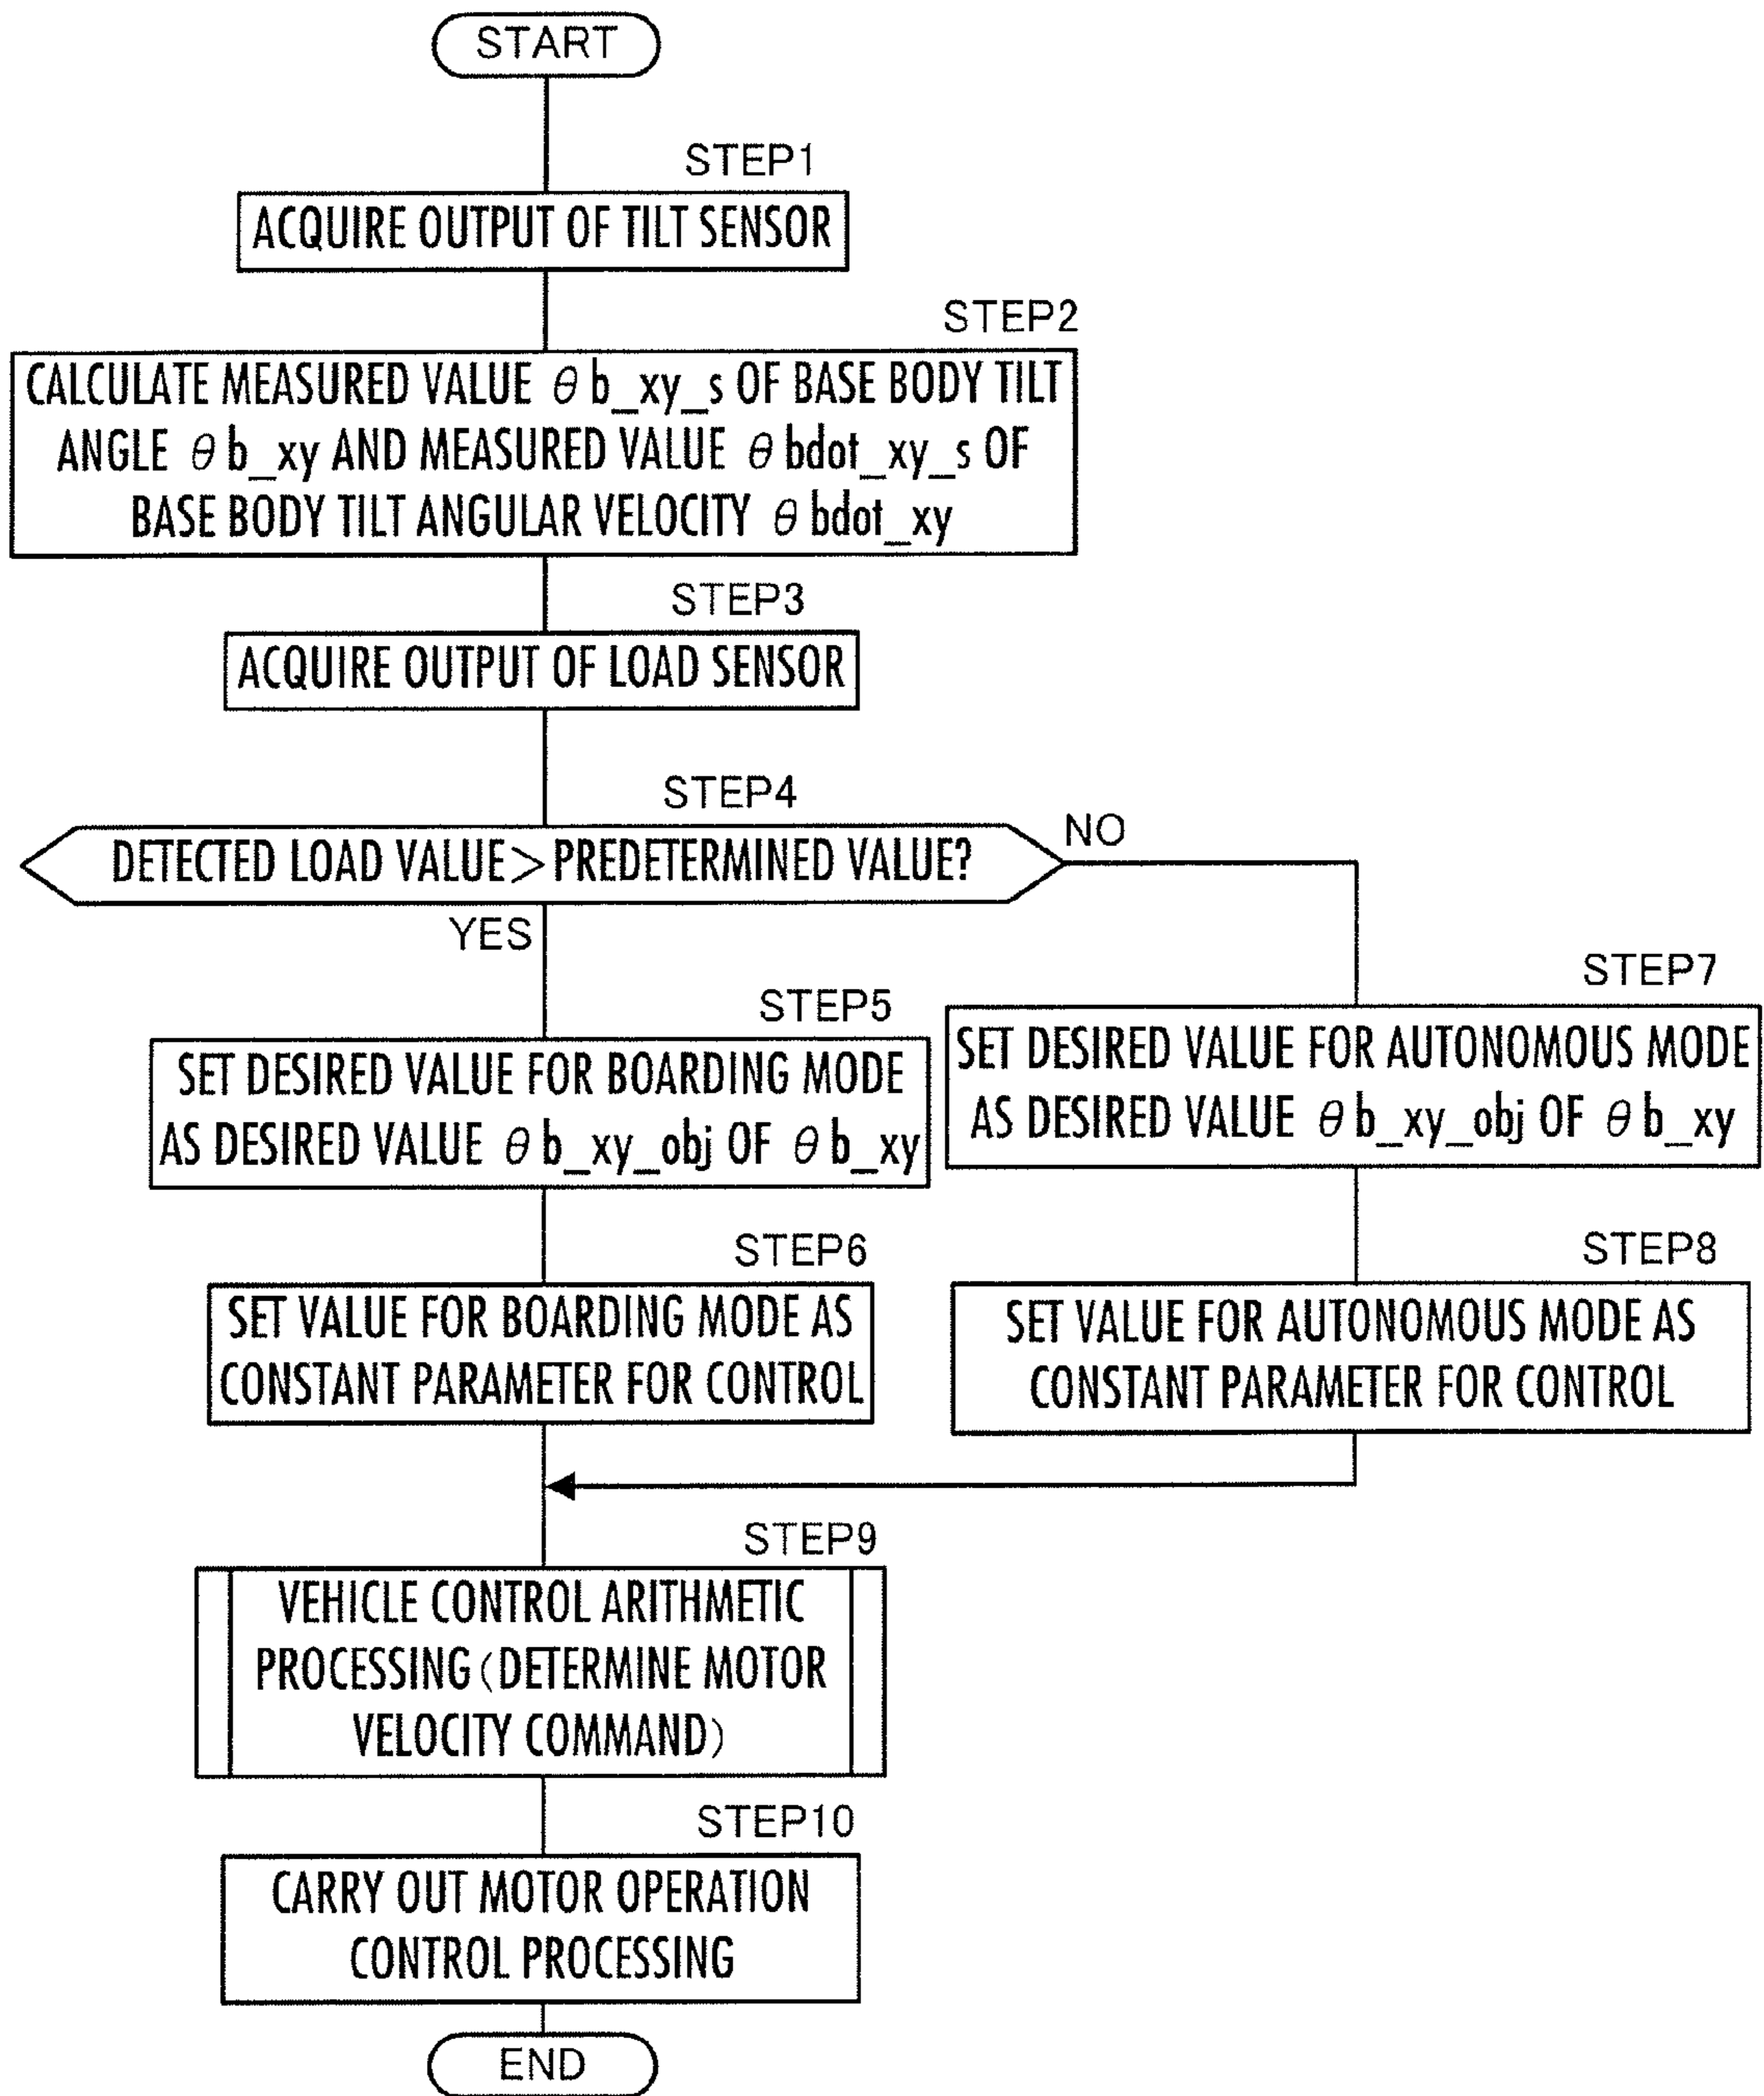 START
STEP1
ACQUIRE OUTPUT OF TILT SENSOR
STEP2
CALCULATE MEASURED VALUE θb_xy_s OF BASE BODY TILT
ANGLE θb_xy AND MEASURED VALUE θbdot_xy_s OF
BASE BODY TILT ANGULAR VELOCITY θbdot_xy
STEP3
ACQUIRE OUTPUT OF LOAD SENSOR
STEP4
DETECTED LOAD VALUE>PREDETERMINED VALUE?
NO
YES
STEP5
SET DESIRED VALUE FOR BOARDING MODE
AS DESIRED VALUE θb_xy_obj OF θb_xy
STEP6
SET VALUE FOR BOARDING MODE AS
CONSTANT PARAMETER FOR CONTROL
STEP7
SET DESIRED VALUE FOR AUTONOMOUS MODE
AS DESIRED VALUE θb_xy_obj OF θb_xy
STEP8
SET VALUE FOR AUTONOMOUS MODE AS
CONSTANT PARAMETER FOR CONTROL
STEP9
VEHICLE CONTROL ARITHMETIC
PROCESSING(DETERMINE MOTOR
VELOCITY COMMAND)
STEP10
CARRY OUT MOTOR OPERATION
CONTROL PROCESSING
END